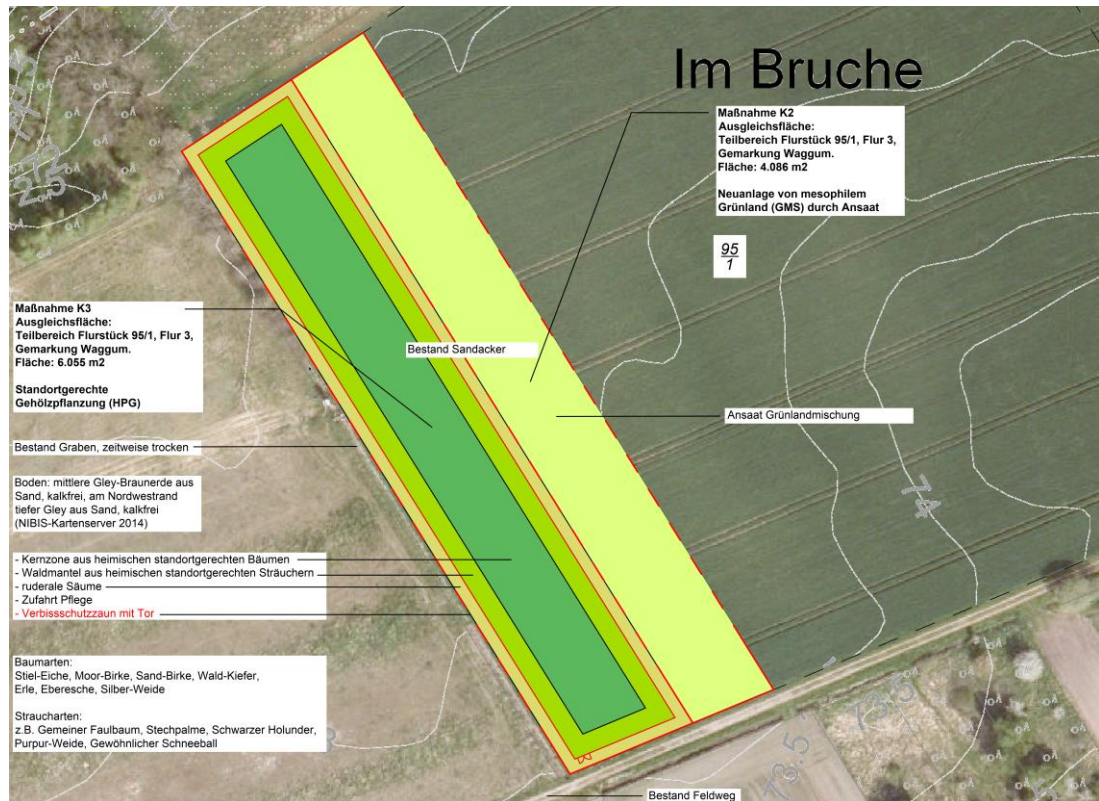 Im Bruche
Maßnahme K2
Ausgleichsfläche:
Teilbereich Flurstück 95/1, Flur 3,
Gemarkung Waggum.
Fläche: 4.086 m2
Neuanlage von mesophilem
Grünland (GMS) durch Ansaat
95
1
Maßnahme K3
Ausgleichsfläche:
Teilbereich Flurstück 95/1, Flur 3,
Gemarkung Waggum.
Fläche: 6.055 m2
Standortgerechte
Gehölzpflanzung (HPG)
Bestand Sandacker
Ansaat Grünlandmischung
Bestand Graben, zeitweise trocken
Boden: mittlere Gley-Braunerde aus
Sand, kalkfrei, am Nordwestrand
tiefer Gley aus Sand, kalkfrei
(NIBIS-Kartenserver 2014)
74
- Kernzone aus heimischen standortgerechten Bäumen
- Waldmantel aus heimischen standortgerechten Sträuchern
- ruderale Säume
- Zufahrt Pflege
- Verbissschutzzaun mit Tor
Baumarten:
Stiel-Eiche, Moor-Birke, Sand-Birke, Wald-Kiefer,
Erle, Eberesche, Silber-Weide
Straucharten:
z.B. Gemeiner Faulbaum, Stechpalme, Schwarzer Holunder,
Purpur-Weide, Gewöhnlicher Schneeball
73.5
73.5
Bestand Feldweg